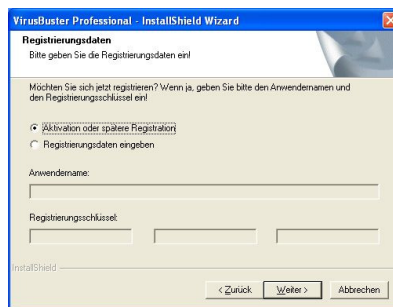 VirusBuster Professional - InstallShield Wizard
Registrierungsdaten
Bitte geben Sie die Registrierungsdaten ein!
Möchten Sie sich jetzt registrieren? Wenn ja, geben Sie bitte den Anwendernamen und
den Registrierungsschlüssel ein!
Aktivation oder spätere Registration
Registrierungsdaten eingeben
Anwendername:
Registrierungsschlüssel:
InstallShield
< Zurück
Weiter >
Abbrechen